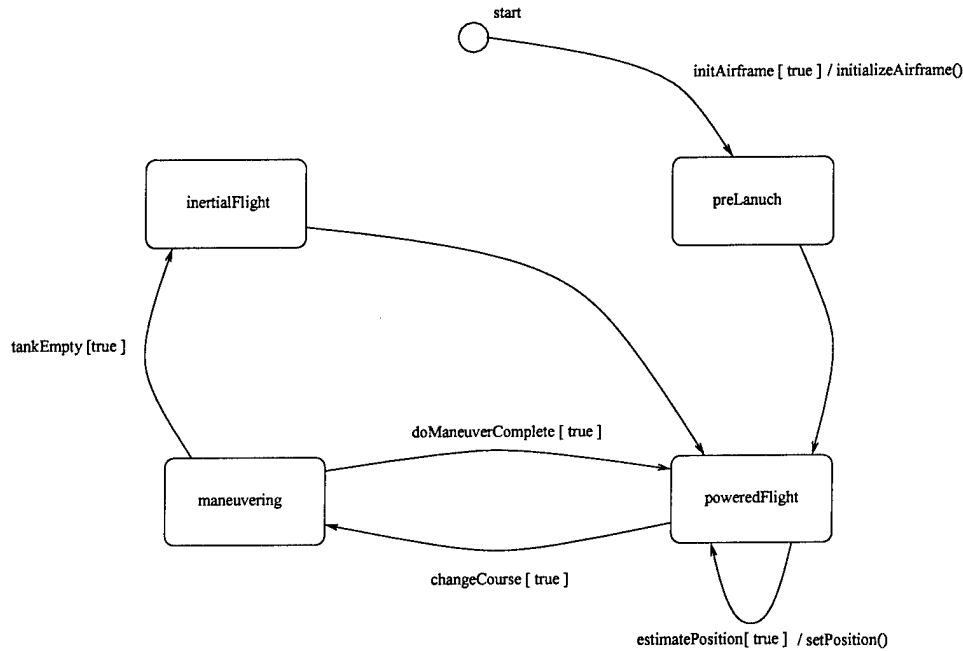 start
initAirframe [ true ] / initializeAirframe()
inertialFlight
preLanuch
tankEmpty [true ]
doManeuverComplete [ true ]
maneuvering
poweredFlight
changeCourse [ true ]
estimatePosition[ true ] / setPosition()